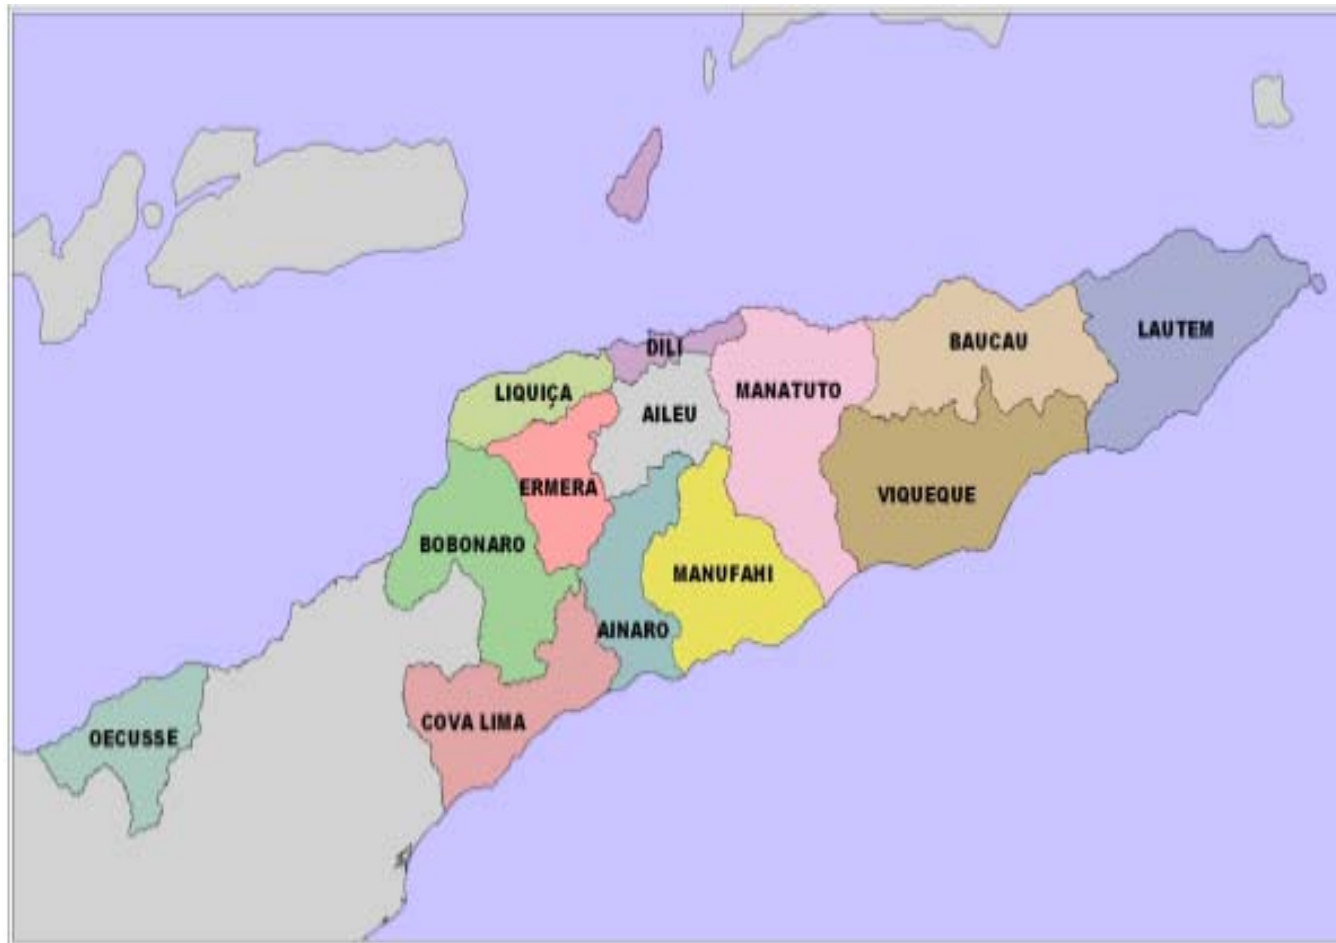 LAUTEM
BAUCAU
DILI
MANATUTO
LIQUIÇA
AILEU
ERMERA
VIQUEQUE
BOBONARO
MANUFAHI
AINARO
COVA LIMA
OECUSSE